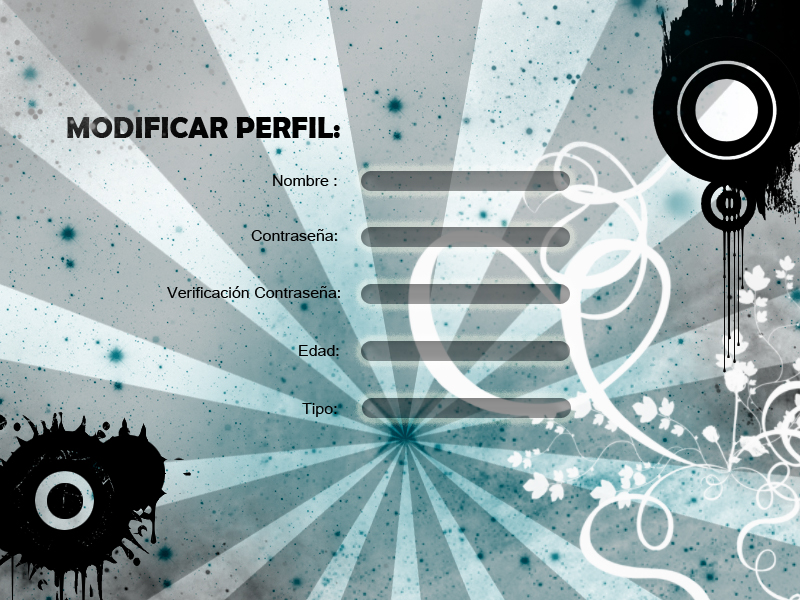 MODIFICAR PERFIL:
Nombre :
Contraseña:
Verificación Contraseña:
Edad:
Tipo: